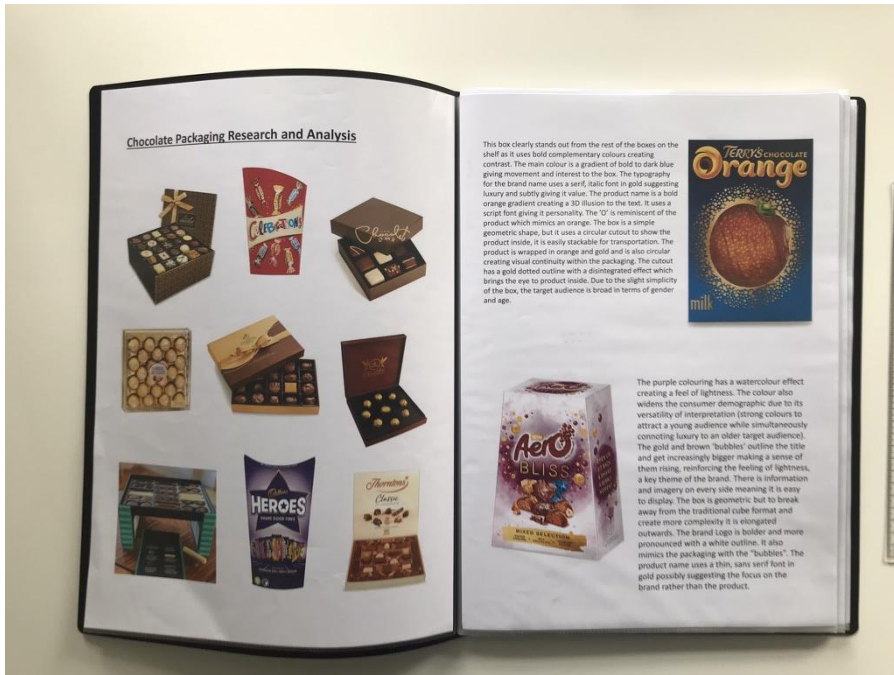 Chocolate Packaging Research and Analysis
CELEBRATIONS
Chocolat
Cadbury
HEROES
Thorntons
Classic
This box clearly stands out from the rest of the boxes on the
shelf as it uses bold complementary colours creating
contrast. The main colour is a gradient of bold to dark blue
giving movement and interest to the box. The typography
for the brand name uses a serif, italic font in gold suggesting
luxury and subtly giving it value. The product name is a bold
orange gradient creating a 3D illusion to the text. It uses a
script font giving it personality. The 'O' is reminiscent of the
product which mimics an orange. The box is a simple
geometric shape, but it uses a circular cutout to show the
product inside, it is easily stackable for transportation. The
product is wrapped in orange and gold and is also circular
creating visual continuity within the packaging. The cutout
has a gold dotted outline with a disintegrated effect which
brings the eye to product inside. Due to the slight simplicity
of the box, the target audience is broad in terms of gender
and age.
TERRY'S CHOCOLATE
Orange
milk
Aero
BLISS
MIXED SELECTION
The purple colouring has a watercolour effect
creating a feel of lightness. The colour also
widens the consumer demographic due to its
versatility of interpretation (strong colours to
attract a young audience while simultaneously
connoting luxury to an older target audience).
The gold and brown 'bubbles' outline the title
and get increasingly bigger making a sense of
them rising, reinforcing the feeling of lightness,
a key theme of the brand. There is information
and imagery on every side meaning it is easy
to display. The box is geometric but to break
away from the traditional cube format and
create more complexity it is elongated
outwards. The brand Logo is bolder and more
pronounced with a white outline. It also
mimics the packaging with the "bubbles". The
product name uses a thin, sans serif font in
gold possibly suggesting the focus on the
brand rather than the product.